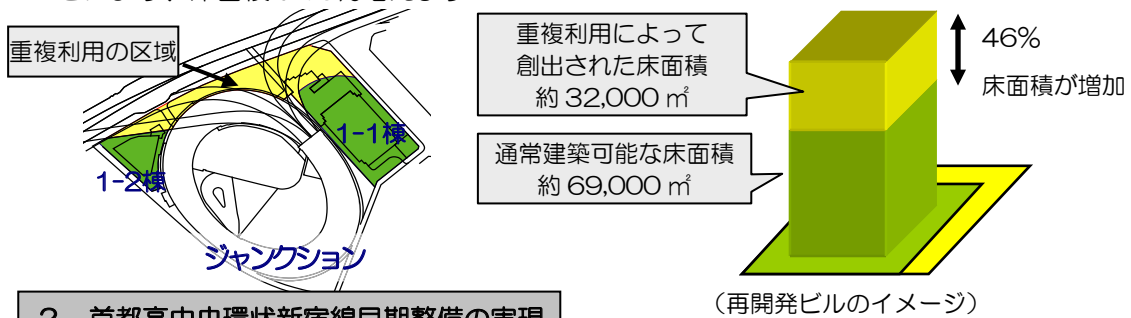 重複利用の区域
1-1棟
1-2棟
ジャンクション
重複利用によって
創出された床面積
約 32,000 ㎡
通常建築可能な床面積
約 69,000 ㎡
46%
床面積が増加
(再開発ビルのイメージ)